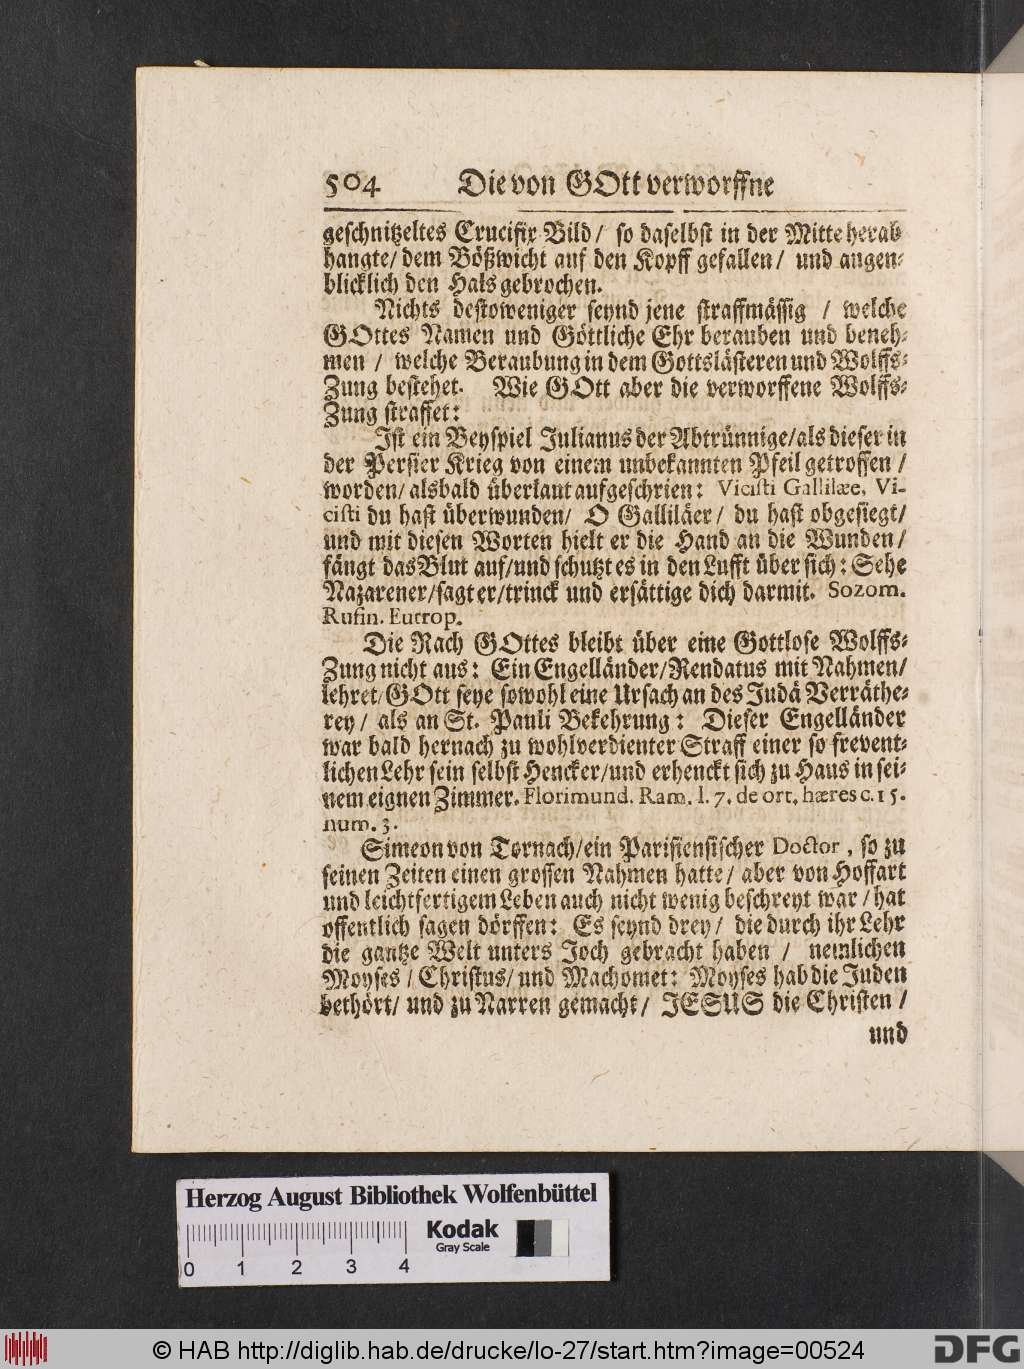 504 Die von GOtt verworffne
geschnitzeltes Crucifix Bild / so daselbst in der Mitte herab
hangte / dem Bößwicht auf den Kopff gefallen / und augen-
blicklich den Hals gebrochen.
Nichts destoweniger seynd jene straffmässig / welche
GOttes Namen und Göttliche Ehr berauben und beneh-
men / welche Beraubung in dem Gottslästeren und Wolffs-
Zung bestehet. Wie GOtt aber die verworffene Wolffs-
Zung straffet:
Ist ein Beyspiel Julianus der Abtrünnige / als dieser in
der Persier Krieg von einem unbekannten Pfeil getroffen /
worden / alsbald überlaut aufgeschrien: Vicisti Gallilæe, Vi-
cisti du hast überwunden / O Galliläer / du hast obgesiegt /
und mit diesen Worten hielt er die Hand an die Wunden /
fängt das Blut auf / und schutzt es in den Lufft über sich: Sehe
Nazarener / sagt er / trinck und ersättige dich darmit. Sozom.
Rufin. Eutrop.
Die Rach GOttes bleibt über eine Gottlose Wolffs-
Zung nicht aus: Ein Engelländer / Rendatus mit Nahmen /
lehret / GOtt seye sowohl eine Ursach an des Judä Verräthe-
rey / als an St. Pauli Bekehrung: Dieser Engelländer
war bald hernach zu wohlverdienter Straff einer so frevent-
lichen Lehr sein selbst Hencker / und erhenckt sich zu Haus in sei-
nem eignen Zimmer. Florimund. Ram. l. 7. de ort. hæres c. 15.
num. 3.
Simeon von Tornach / ein Parisiensischer Doctor, so zu
seinen Zeiten einen grossen Nahmen hatte / aber von Hoffart
und leichtfertigem Leben auch nicht wenig beschreyt war / hat
offentlich sagen dörffen: Es seynd drey / die durch ihr Lehr
die gantze Welt unters Joch gebracht haben / nemlichen
Moyses / Christus / und Machomet: Moyses hab die Juden
bethört / und zu Narren gemacht / JESUS die Christen /
und
Herzog August Bibliothek Wolfenbüttel
Kodak
Gray Scale
0 1 2 3 4
© HAB http://diglib.hab.de/drucke/lo-27/start.htm?image=00524
DFG